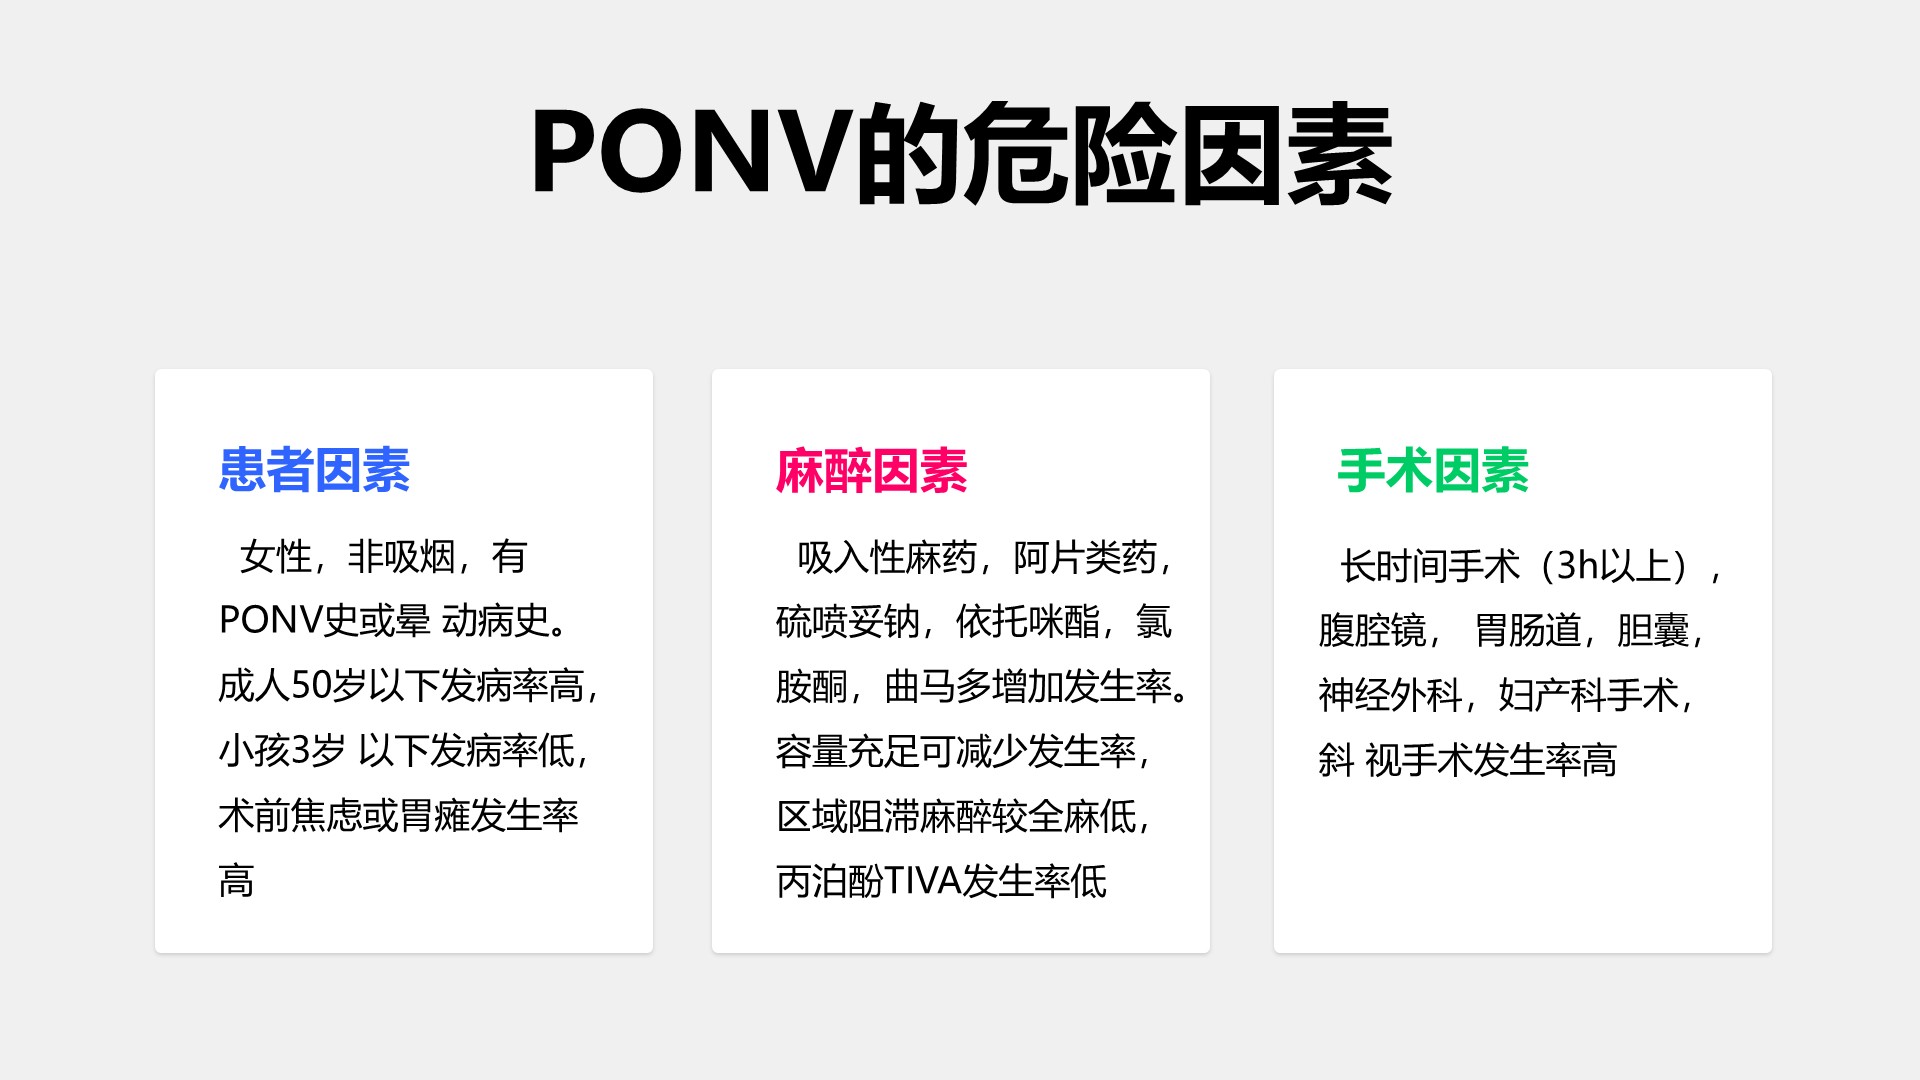 PONV的危险因素
患者因素
女性，非吸烟，有
PONV史或晕 动病史。
成人50岁以下发病率高，
小孩3岁 以下发病率低，
术前焦虑或胃瘫发生率
高
麻醉因素
吸入性麻药，阿片类药，
硫喷妥钠，依托咪酯，氯
胺酮，曲马多增加发生率。
容量充足可减少发生率，
区域阻滞麻醉较全麻低，
丙泊酚TIVA发生率低
手术因素
长时间手术（3h以上），
腹腔镜， 胃肠道，胆囊，
神经外科，妇产科手术，
斜 视手术发生率高